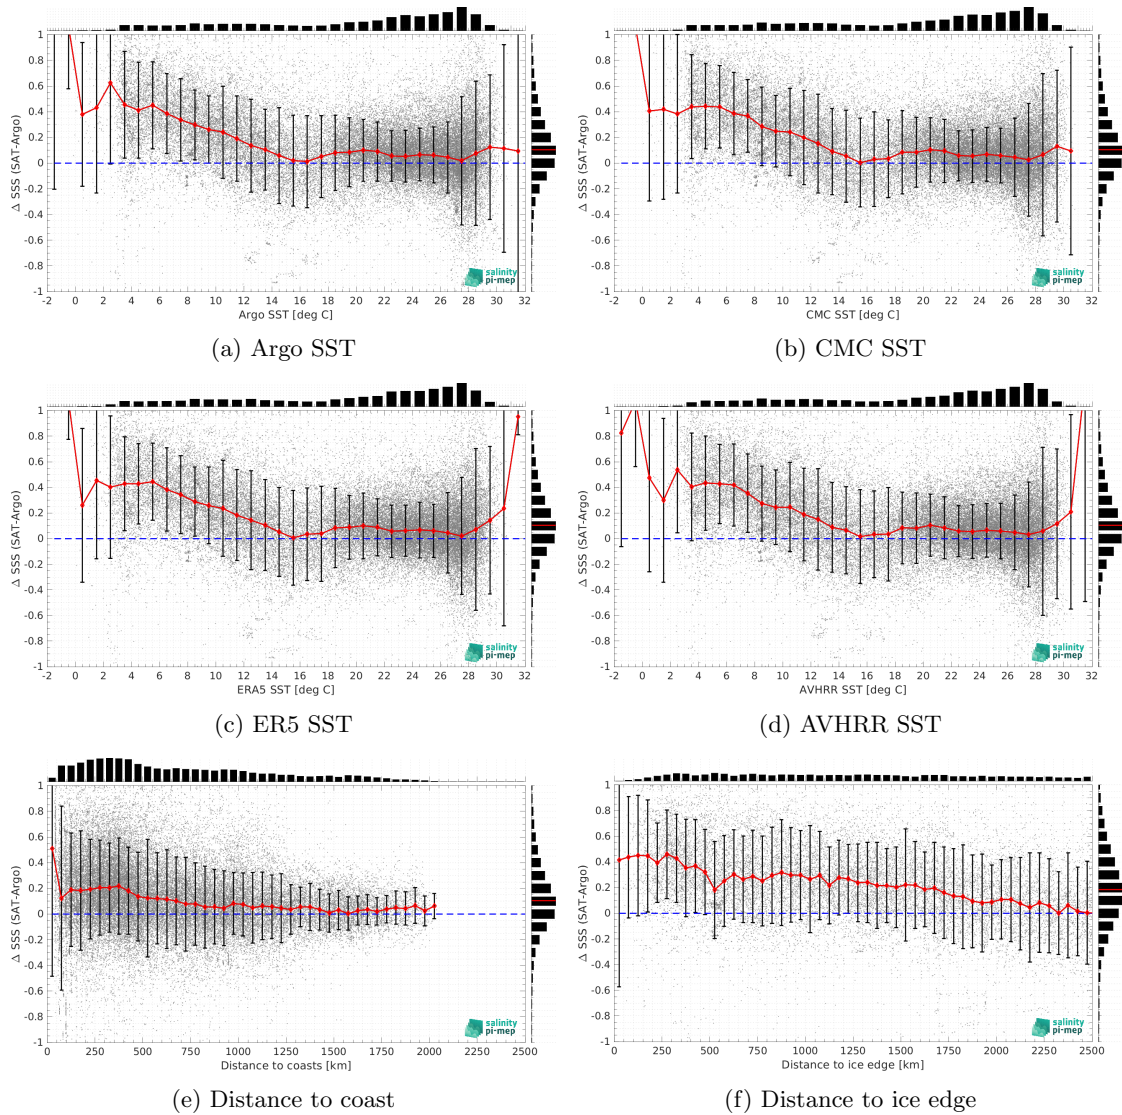 1
0.8
0.6
0.4
0.2
0
-0.2
-0.4
-0.6
-0.8
-1
Δ SSS (SAT-Argo)
salinity
pi-mep
-2 0 2 4 6 8 10 12 14 16 18 20 22 24 26 28 30 32
Argo SST [deg C]
(a) Argo SST
1
0.8
0.6
0.4
0.2
0
-0.2
-0.4
-0.6
-0.8
-1
Δ SSS (SAT-Argo)
salinity
pi-mep
-2 0 2 4 6 8 10 12 14 16 18 20 22 24 26 28 30 32
CMC SST [deg C]
(b) CMC SST
1
0.8
0.6
0.4
0.2
0
-0.2
-0.4
-0.6
-0.8
-1
Δ SSS (SAT-Argo)
salinity
pi-mep
-2 0 2 4 6 8 10 12 14 16 18 20 22 24 26 28 30 32
ERA5 SST [deg C]
(c) ER5 SST
1
0.8
0.6
0.4
0.2
0
-0.2
-0.4
-0.6
-0.8
-1
Δ SSS (SAT-Argo)
salinity
pi-mep
-2 0 2 4 6 8 10 12 14 16 18 20 22 24 26 28 30 32
AVHRR SST [deg C]
(d) AVHRR SST
1
0.8
0.6
0.4
0.2
0
-0.2
-0.4
-0.6
-0.8
-1
Δ SSS (SAT-Argo)
salinity
pi-mep
0 250 500 750 1000 1250 1500 1750 2000 2250 2500
Distance to coasts [km]
(e) Distance to coast
1
0.8
0.6
0.4
0.2
0
-0.2
-0.4
-0.6
-0.8
-1
Δ SSS (SAT-Argo)
salinity
pi-mep
0 250 500 750 1000 1250 1500 1750 2000 2250 2500
Distance to ice edge [km]
(f) Distance to ice edge